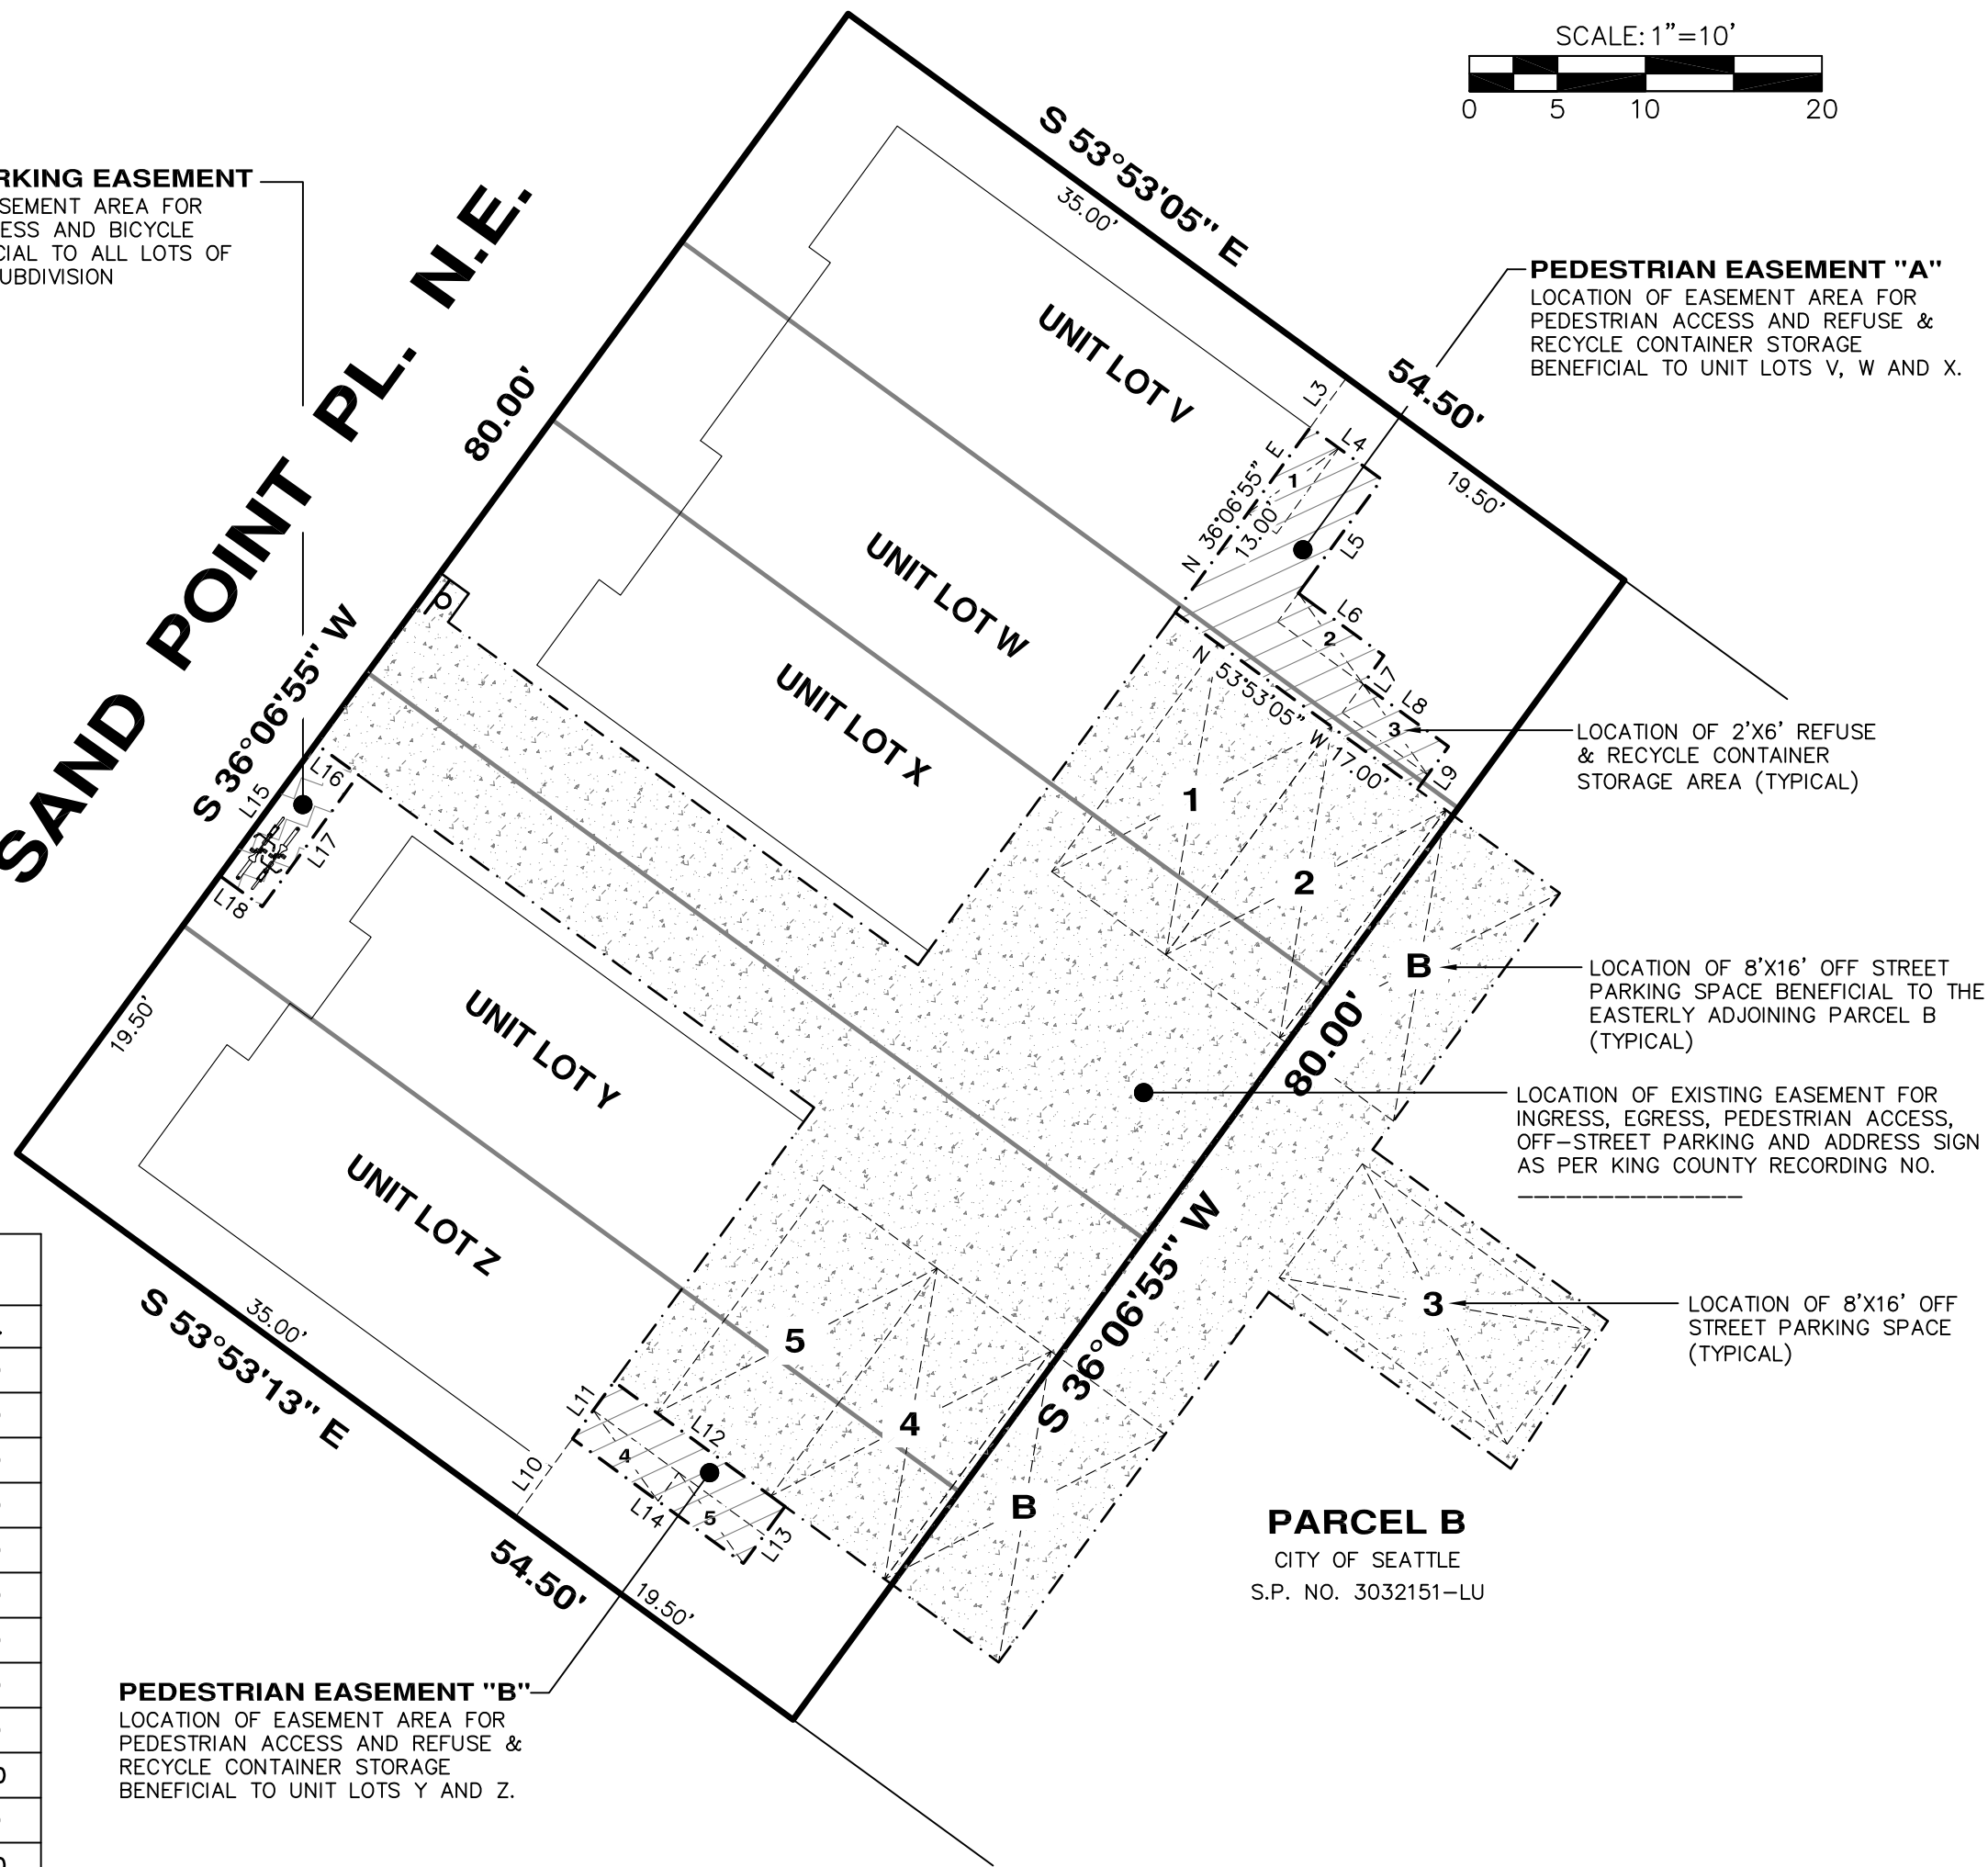 SCALE: 1"=10'
0 5 10 20
RKING EASEMENT
SEMENT AREA FOR
ESS AND BICYCLE
CIAL TO ALL LOTS OF
SUBDIVISION
SAND POINT PL. N.E.
S 53°53'05" E
35.00'
54.50'
19.50'
PEDESTRIAN EASEMENT "A"
LOCATION OF EASEMENT AREA FOR
PEDESTRIAN ACCESS AND REFUSE &
RECYCLE CONTAINER STORAGE
BENEFICIAL TO UNIT LOTS V, W AND X.
80.00'
S 36°06'55" W
UNIT LOT V
UNIT LOT W
UNIT LOT X
UNIT LOT Y
UNIT LOT Z
L3
L4
N 36°06'55" E
13.00'
1
L5
L6
2
L7
L8
3
L9
N 53°53'05" W 17.00'
LOCATION OF 2'X6' REFUSE
& RECYCLE CONTAINER
STORAGE AREA (TYPICAL)
1
2
B
LOCATION OF 8'X16' OFF STREET
PARKING SPACE BENEFICIAL TO THE
EASTERLY ADJOINING PARCEL B
(TYPICAL)
L15
L16
L17
L18
19.50'
80.00'
S 36°06'55" W
LOCATION OF EXISTING EASEMENT FOR
INGRESS, EGRESS, PEDESTRIAN ACCESS,
OFF-STREET PARKING AND ADDRESS SIGN
AS PER KING COUNTY RECORDING NO.
______________
3
LOCATION OF 8'X16' OFF
STREET PARKING SPACE
(TYPICAL)
S 53°53'13" E
35.00'
54.50'
19.50'
5
4
B
L10
L11
L12
L13
L14
4
5
PARCEL B
CITY OF SEATTLE
S.P. NO. 3032151-LU
PEDESTRIAN EASEMENT "B"
LOCATION OF EASEMENT AREA FOR
PEDESTRIAN ACCESS AND REFUSE &
RECYCLE CONTAINER STORAGE
BENEFICIAL TO UNIT LOTS Y AND Z.